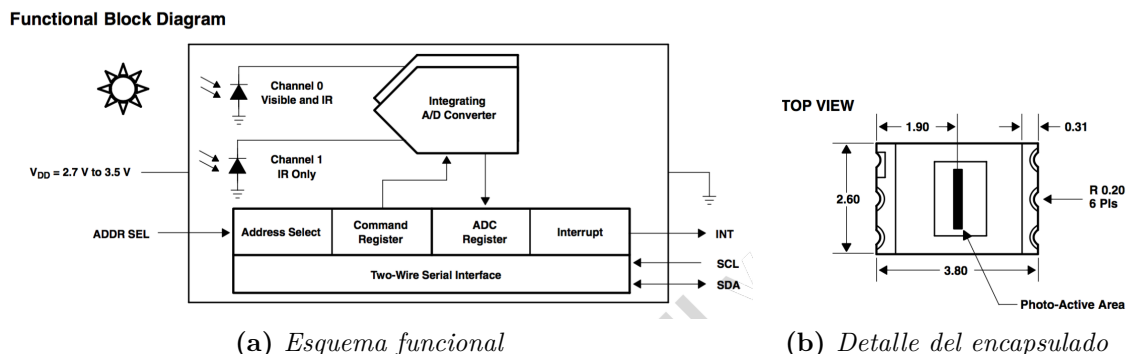 Functional Block Diagram
Channel 0
Visible and IR
Integrating
A/D Converter
Channel 1
IR Only
VDD = 2.7 V to 3.5 V
ADDR SEL
Address Select
Command
Register
ADC
Register
Interrupt
INT
Two-Wire Serial Interface
SCL
SDA
(a) Esquema funcional
TOP VIEW
1.90
0.31
2.60
R 0.20
6 Pls
3.80
Photo-Active Area
(b) Detalle del encapsulado